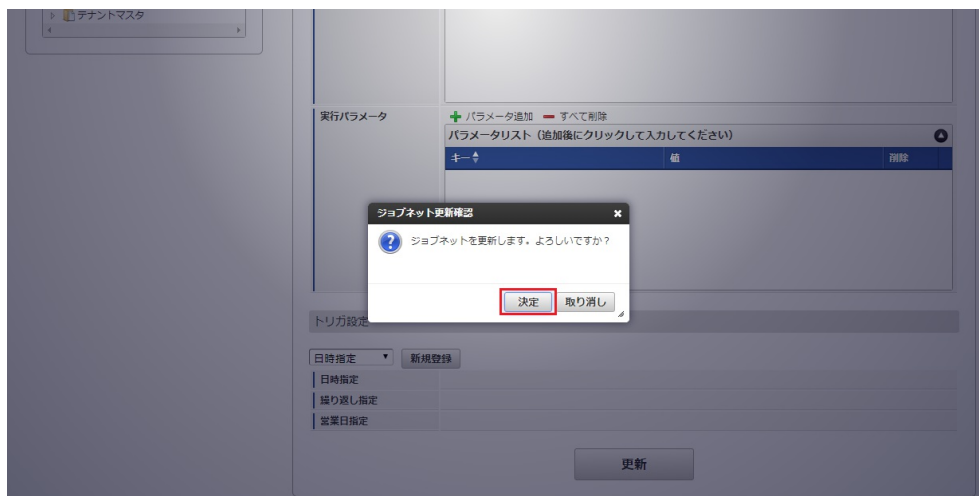 テナントマスタ
実行パラメータ
パラメータ追加 すべて削除
パラメータリスト（追加後にクリックして入力してください）
キー 値 削除
ジョブネット更新確認
ジョブネットを更新します。よろしいですか？
決定 取り消し
トリガ設定
日時指定 新規登録
日時指定
繰り返し指定
営業日指定
更新